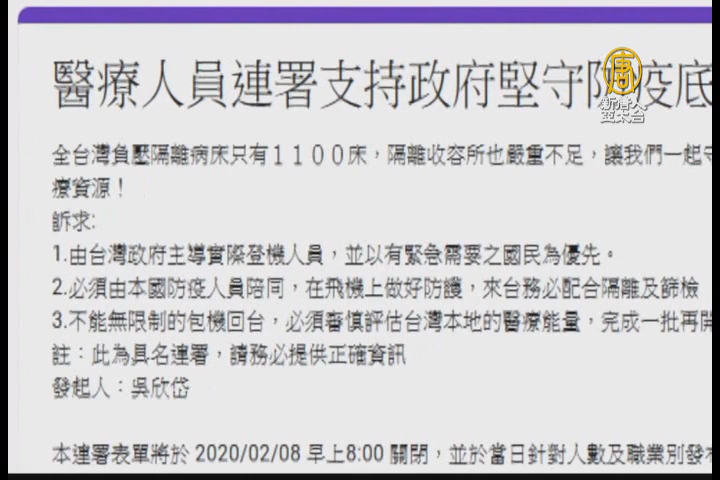 醫療人員連署支持政府堅守防疫底
全台灣負壓隔離病床只有１１００床，隔離收容所也嚴重不足，讓我們一起守
療資源！
訴求:
1.由台灣政府主導實際登機人員，並以有緊急需要之國民為優先。
2.必須由本國防疫人員陪同，在飛機上做好防護，來台務必配合隔離及篩檢
3.不能無限制的包機回台，必須審慎評估台灣本地的醫療能量，完成一批再開
註：此為具名連署，請務必提供正確資訊
發起人：吳欣岱
本連署表單將於 2020/02/08 早上8:00 關閉，並於當日針對人數及職業別發布
唐
新唐人
亞太台